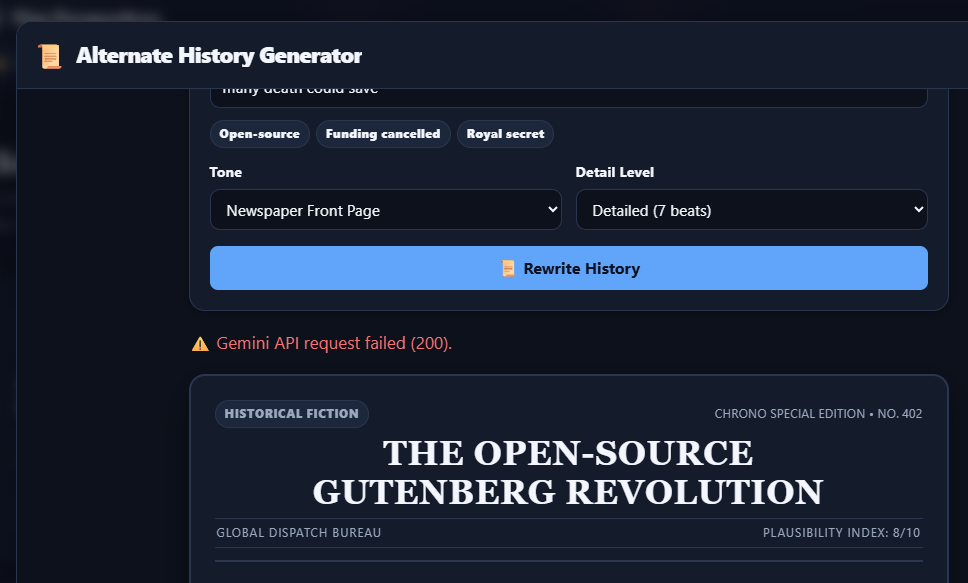 Alternate History Generator
many death could save
Open-source Funding cancelled Royal secret
Tone Detail Level
Newspaper Front Page Detailed (7 beats)
Rewrite History
Gemini API request failed (200).
HISTORICAL FICTION CHRONO SPECIAL EDITION • NO. 402
THE OPEN-SOURCE
GUTENBERG REVOLUTION
GLOBAL DISPATCH BUREAU PLAUSIBILITY INDEX: 8/10